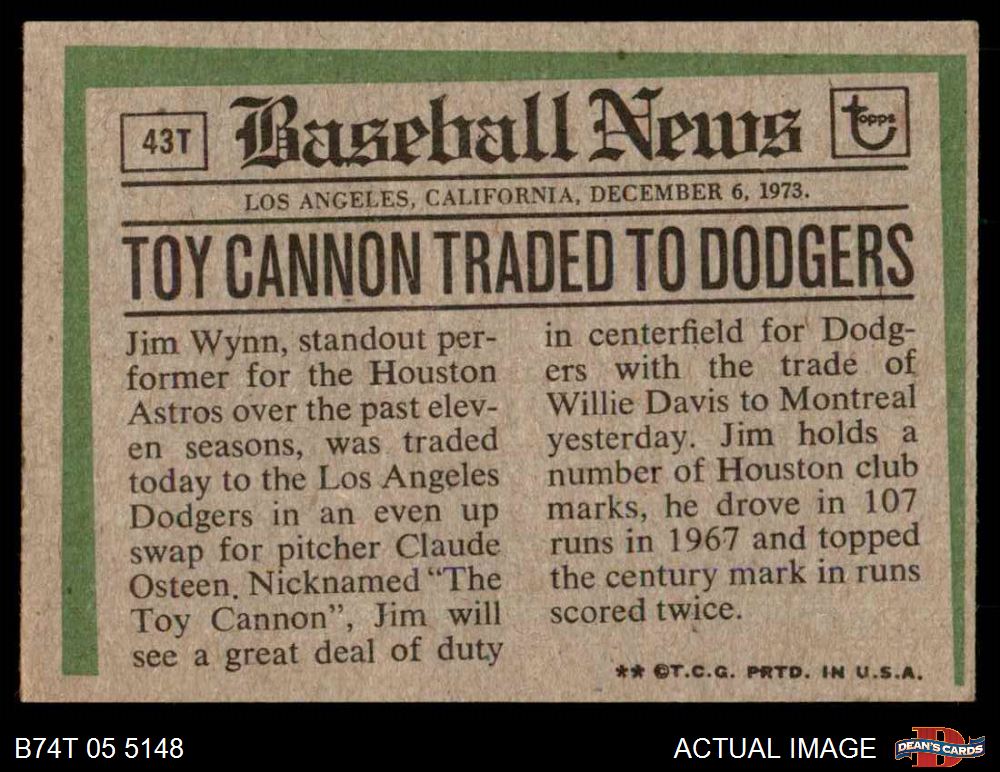 43T
Baseball News
topps
LOS ANGELES, CALIFORNIA, DECEMBER 6, 1973.
TOY CANNON TRADED TO DODGERS
Jim Wynn, standout per-
former for the Houston
Astros over the past elev-
en seasons, was traded
today to the Los Angeles
Dodgers in an even up
swap for pitcher Claude
Osteen. Nicknamed “The
Toy Cannon”, Jim will
see a great deal of duty
in centerfield for Dodg-
ers with the trade of
Willie Davis to Montreal
yesterday. Jim holds a
number of Houston club
marks, he drove in 107
runs in 1967 and topped
the century mark in runs
scored twice.
** ©T.C.G. PRTD. IN U.S.A.
B74T 05 5148
ACTUAL IMAGE
D
DEAN'S CARDS